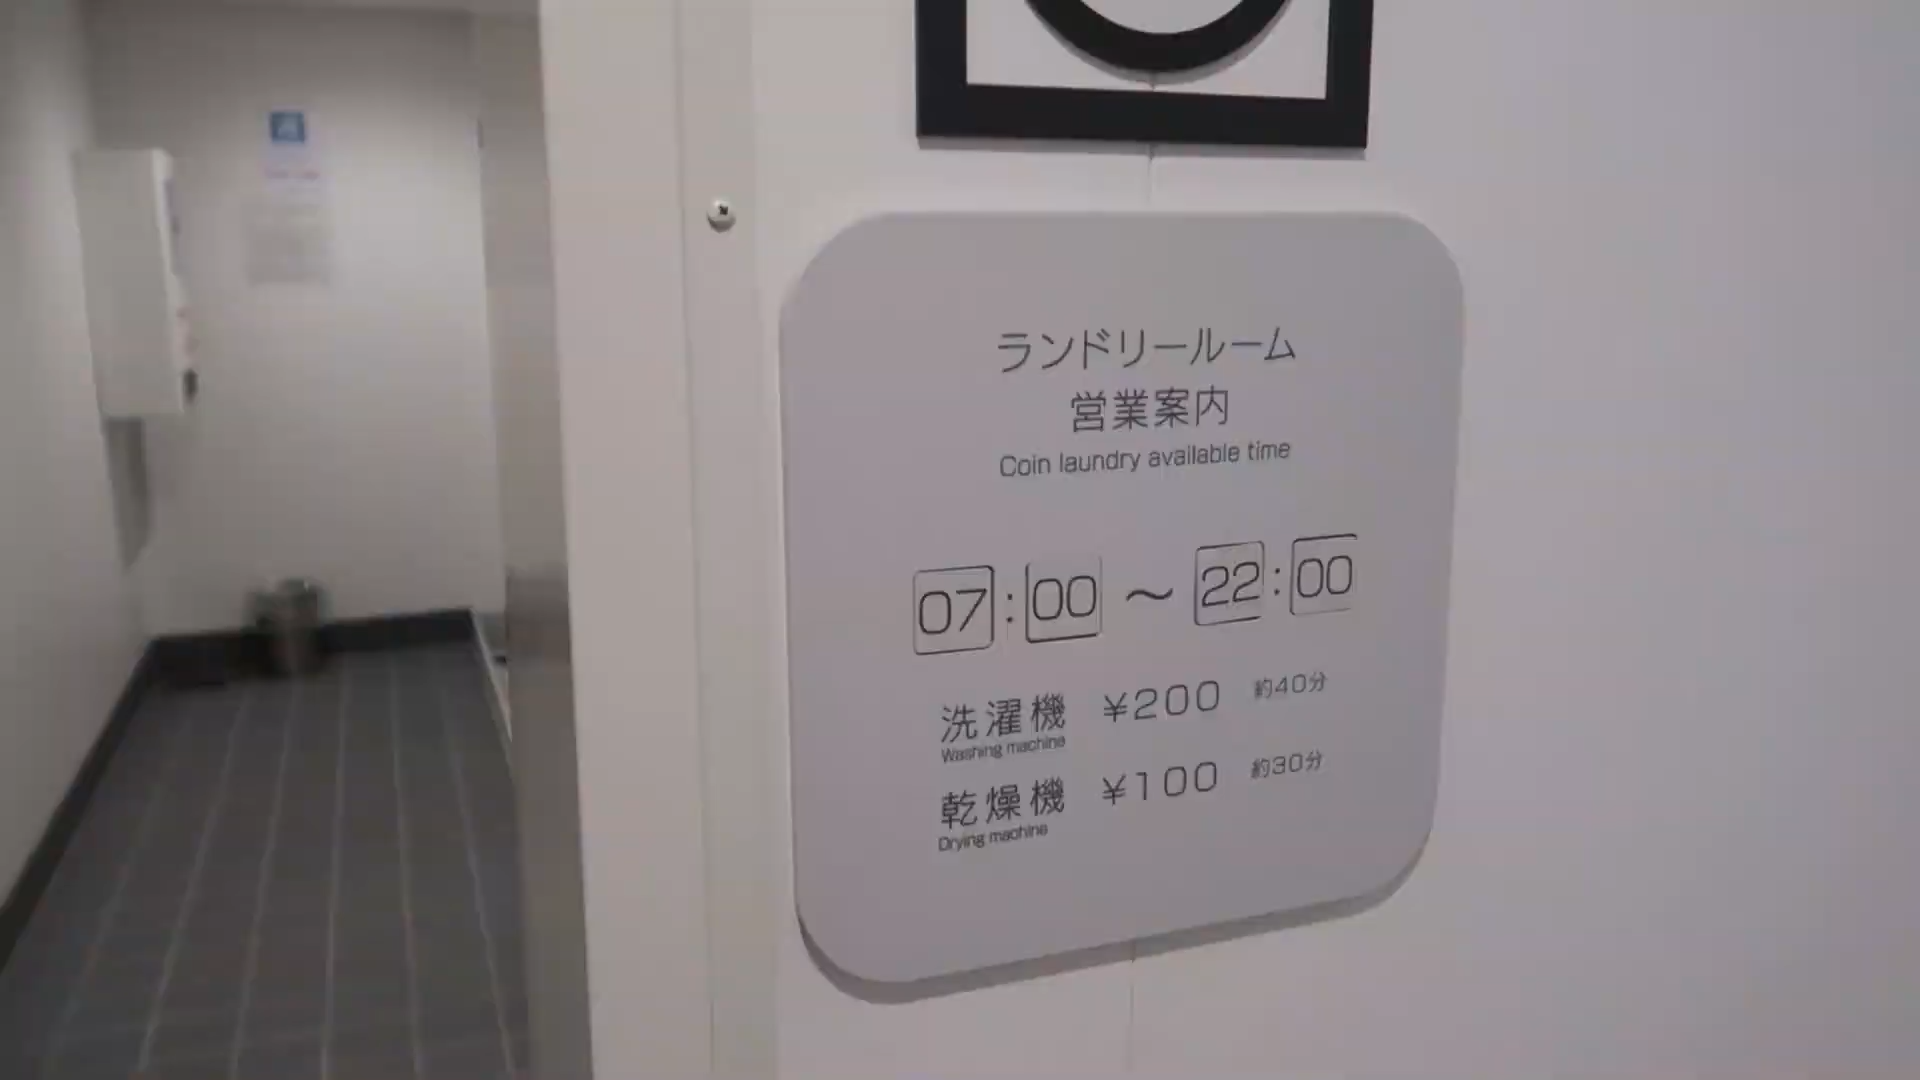 ランドリールーム
営業案内
Coin laundry available time
07:00 ～ 22:00
洗濯機 ¥200 約40分
Washing machine
乾燥機 ¥100 約30分
Drying machine